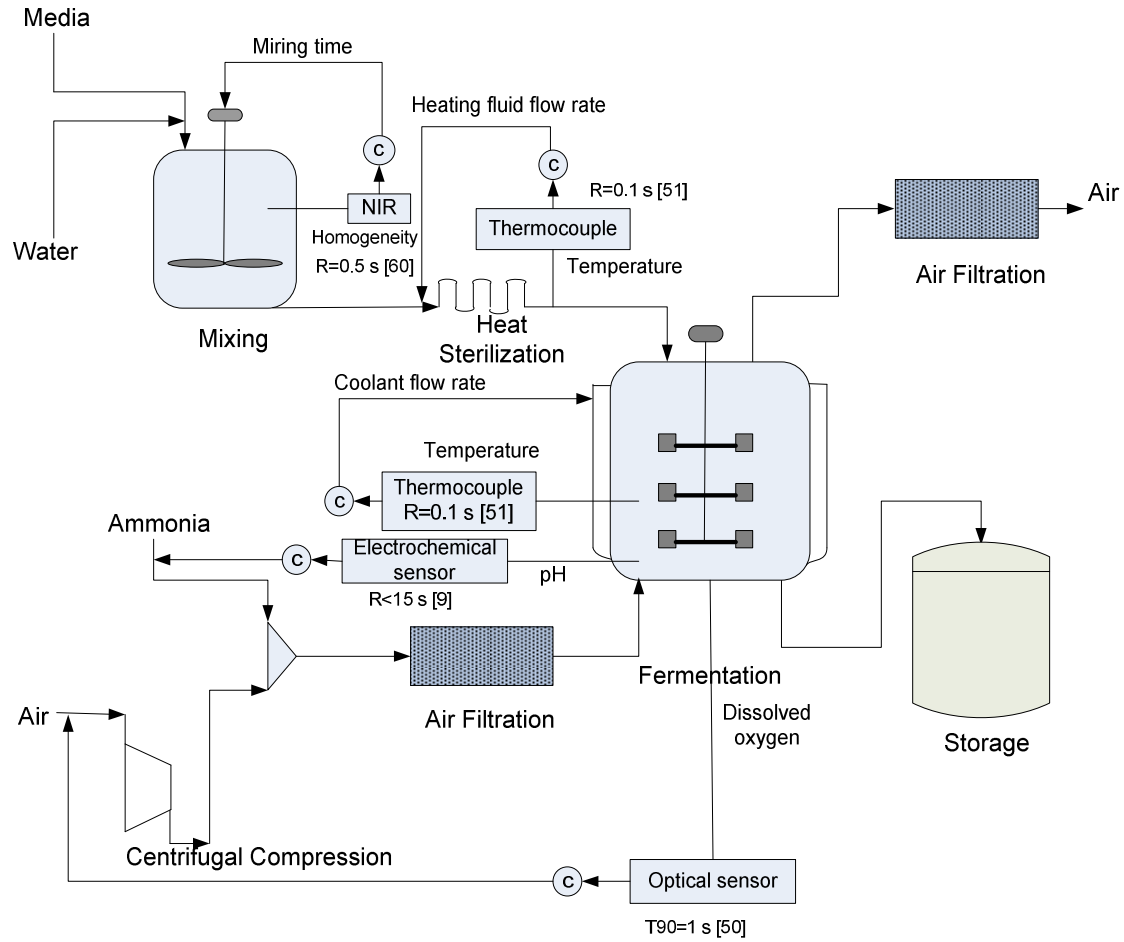 Media
Miring time
Heating fluid flow rate
C
C
R=0.1 s [51]
Air
NIR
Thermocouple
Water
Homogeneity
R=0.5 s [60]
Temperature
Air Filtration
Mixing
Heat
Sterilization
Coolant flow rate
Temperature
C
Thermocouple
R=0.1 s [51]
Ammonia
C
Electrochemical
sensor
pH
R<15 s [9]
Fermentation
Air
Air Filtration
Dissolved
oxygen
Storage
Centrifugal Compression
C
Optical sensor
T90=1 s [50]